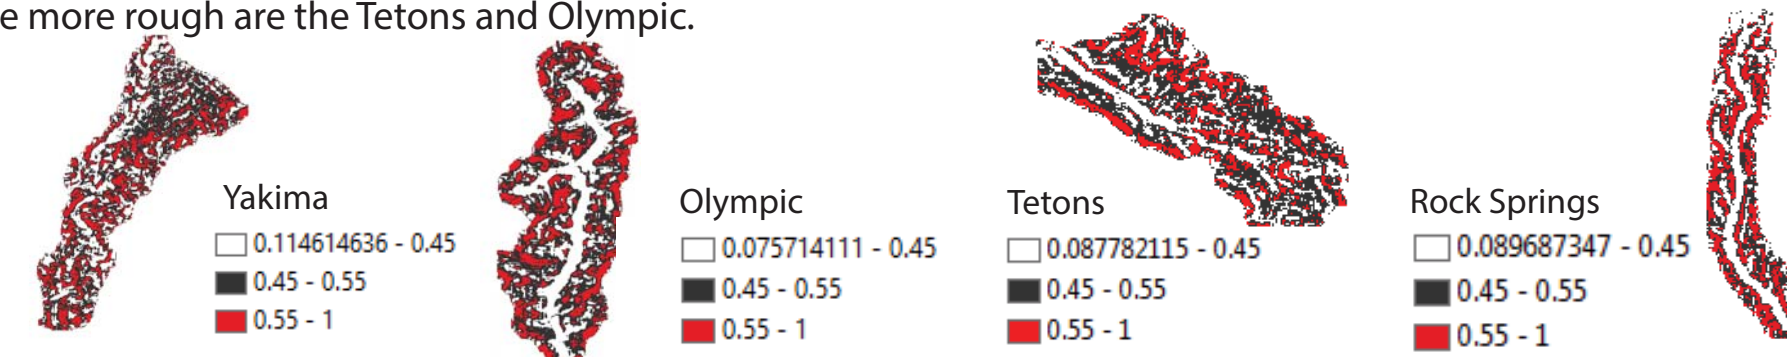 e more rough are the Tetons and Olympic.
Yakima
0.114614636 - 0.45
0.45 - 0.55
0.55 - 1
Olympic
0.075714111 - 0.45
0.45 - 0.55
0.55 - 1
Tetons
0.087782115 - 0.45
0.45 - 0.55
0.55 - 1
Rock Springs
0.089687347 - 0.45
0.45 - 0.55
0.55 - 1